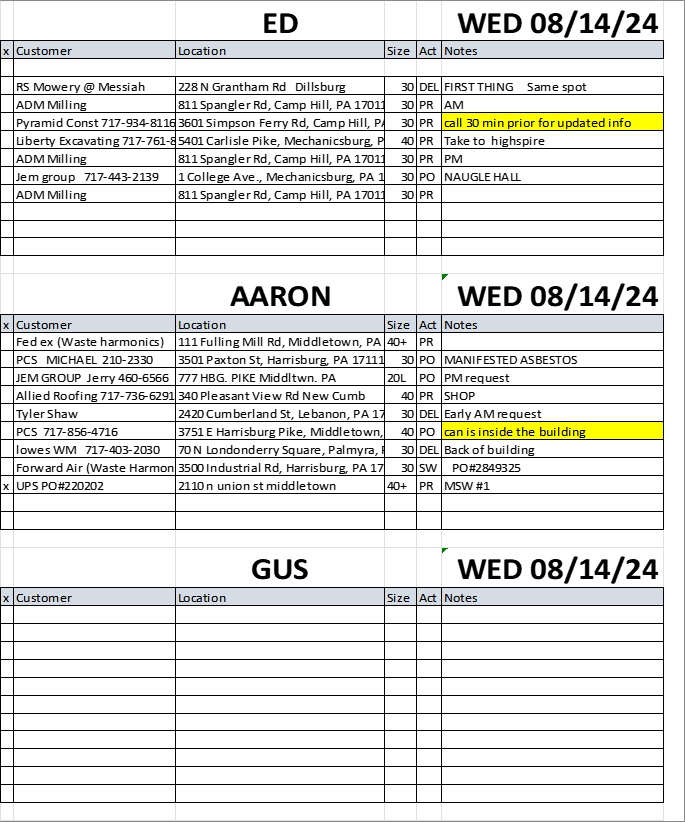 ED WED 08/14/24
x Customer Location Size Act Notes
RS Mowery @ Messiah 228 N Grantham Rd Dillsburg 30 DEL FIRST THING Same spot
ADM Milling 811 Spangler Rd, Camp Hill, PA 17011 30 PR AM
Pyramid Const 717-934-8116 3601 Simpson Ferry Rd, Camp Hill, PA 30 PR call 30 min prior for updated info
Liberty Excavating 717-761-8 5401 Carlisle Pike, Mechanicsburg, P 40 PR Take to highspire
ADM Milling 811 Spangler Rd, Camp Hill, PA 17011 30 PR PM
Jem group 717-443-2139 1 College Ave., Mechanicsburg, PA 1 30 PO NAUGLE HALL
ADM Milling 811 Spangler Rd, Camp Hill, PA 17011 30 PR
AARON WED 08/14/24
x Customer Location Size Act Notes
Fed ex (Waste harmonics) 111 Fulling Mill Rd, Middletown, PA 40+ PR
PCS MICHAEL 210-2330 3501 Paxton St, Harrisburg, PA 17111 30 PO MANIFESTED ASBESTOS
JEM GROUP Jerry 460-6566 777 HBG. PIKE Middltwn. PA 20L PO PM request
Allied Roofing 717-736-6291 340 Pleasant View Rd New Cumb 40 PR SHOP
Tyler Shaw 2420 Cumberland St, Lebanon, PA 17 30 DEL Early AM request
PCS 717-856-4716 3751 E Harrisburg Pike, Middletown, 40 PO can is inside the building
lowes WM 717-403-2030 70 N Londonderry Square, Palmyra, P 30 DEL Back of building
Forward Air (Waste Harmon 3500 Industrial Rd, Harrisburg, PA 17 30 SW PO#2849325
x UPS PO#220202 2110 n union st middletown 40+ PR MSW #1
GUS WED 08/14/24
x Customer Location Size Act Notes